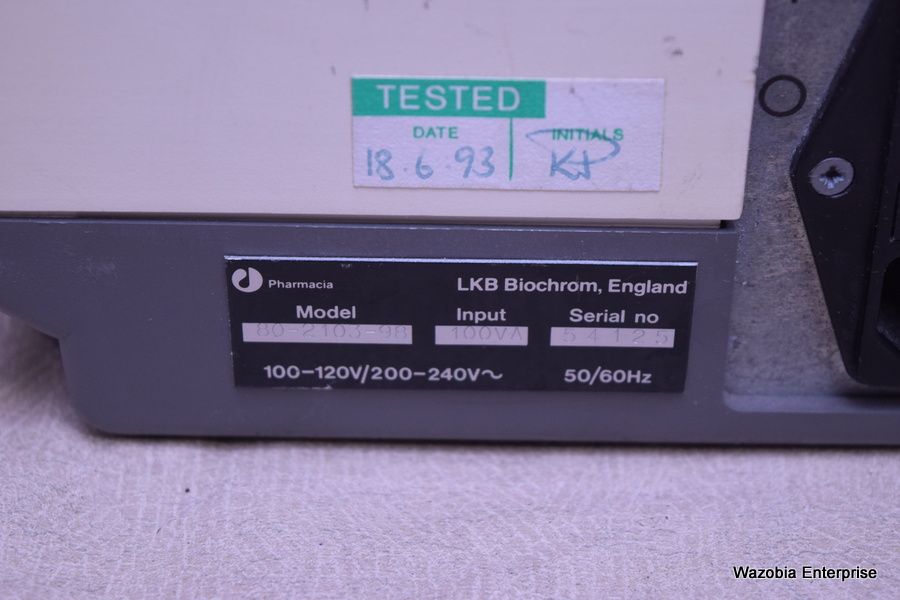 TESTED
DATE INITIALS
18.6.93
Pharmacia LKB Biochrom, England
Model Input Serial no
80-2103-98 100VA 54125
100-120V/200-240V~ 50/60Hz
Wazobia Enterprise